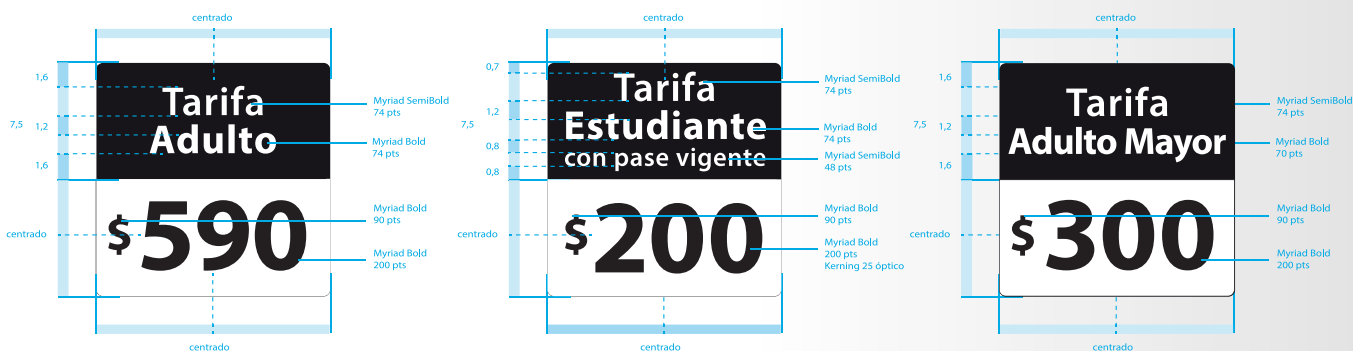 centrado
1,6
7,5
1,2
1,6
centrado
Tarifa
Adulto
$590
Myriad SemiBold
74 pts
Myriad Bold
74 pts
Myriad Bold
90 pts
Myriad Bold
200 pts
centrado
centrado
0,7
7,5
1,2
0,8
0,8
centrado
Tarifa
Estudiante
con pase vigente
$200
Myriad SemiBold
74 pts
Myriad Bold
74 pts
Myriad SemiBold
48 pts
Myriad Bold
90 pts
Myriad Bold
200 pts
Kerning 25 óptico
centrado
centrado
1,6
7,5
1,2
1,6
centrado
Tarifa
Adulto Mayor
$300
Myriad SemiBold
74 pts
Myriad Bold
70 pts
Myriad Bold
90 pts
Myriad Bold
200 pts
centrado